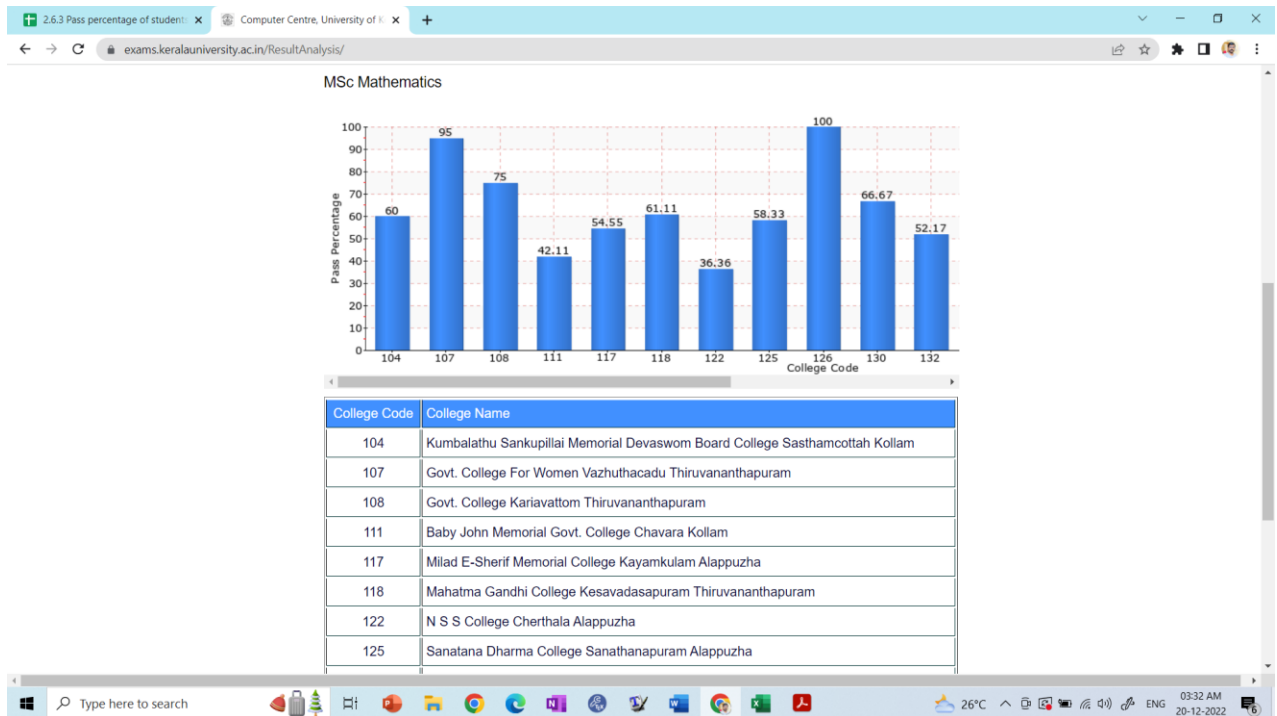 2.6.3 Pass percentage of students
Computer Centre, University of K
exams.keralauniversity.ac.in/ResultAnalysis/
MSc Mathematics
Pass Percentage
100
90
80
70
60
50
40
30
20
10
0
60
95
75
42.11
54.55
61.11
36.36
58.33
100
66.67
52.17
104 107 108 111 117 118 122 125 126 130 132
College Code
College Code College Name
104 Kumbalathu Sankupillai Memorial Devaswom Board College Sasthamcottah Kollam
107 Govt. College For Women Vazhuthacadu Thiruvananthapuram
108 Govt. College Kariavattom Thiruvananthapuram
111 Baby John Memorial Govt. College Chavara Kollam
117 Milad E-Sherif Memorial College Kayamkulam Alappuzha
118 Mahatma Gandhi College Kesavadasapuram Thiruvananthapuram
122 N S S College Cherthala Alappuzha
125 Sanatana Dharma College Sanathanapuram Alappuzha
Type here to search
26°C
ENG
03:32 AM
20-12-2022
6